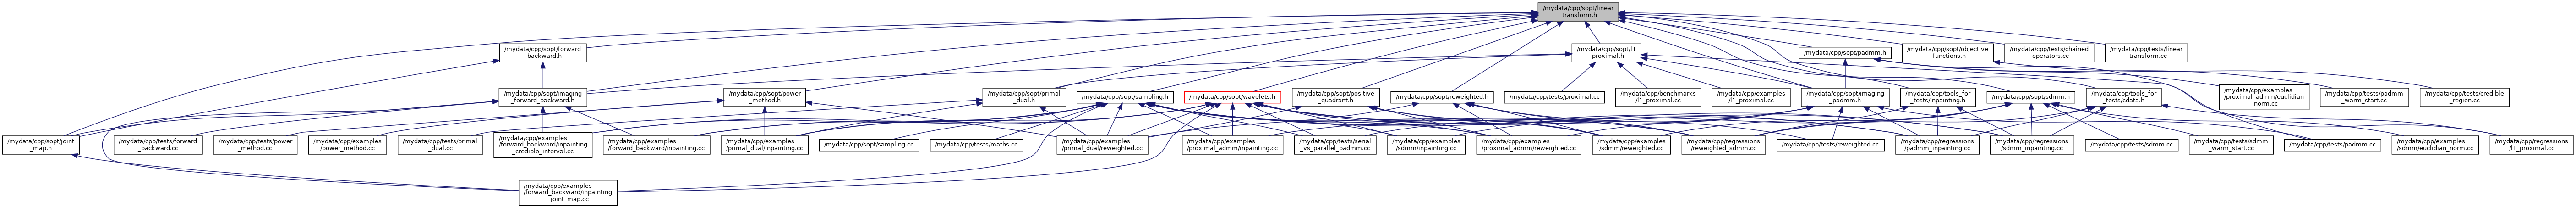 /mydata/cpp/sopt/linear
_transform.h
/mydata/cpp/sopt/forward
_backward.h
/mydata/cpp/sopt/l1
_proximal.h
/mydata/cpp/sopt/padmm.h
/mydata/cpp/sopt/objective
_functions.h
/mydata/cpp/tests/chained
_operators.cc
/mydata/cpp/tests/linear
_transform.cc
/mydata/cpp/sopt/imaging
_forward_backward.h
/mydata/cpp/sopt/power
_method.h
/mydata/cpp/sopt/primal
_dual.h
/mydata/cpp/sopt/sampling.h
/mydata/cpp/sopt/wavelets.h
/mydata/cpp/sopt/positive
_quadrant.h
/mydata/cpp/sopt/reweighted.h
/mydata/cpp/tests/proximal.cc
/mydata/cpp/benchmarks
/l1_proximal.cc
/mydata/cpp/examples
/l1_proximal.cc
/mydata/cpp/sopt/imaging
_padmm.h
/mydata/cpp/tools_for
_tests/inpainting.h
/mydata/cpp/sopt/sdmm.h
/mydata/cpp/tools_for
_tests/cdata.h
/mydata/cpp/examples
/proximal_admm/euclidian
_norm.cc
/mydata/cpp/tests/padmm
_warm_start.cc
/mydata/cpp/tests/credible
_region.cc
/mydata/cpp/sopt/joint
_map.h
/mydata/cpp/tests/forward
_backward.cc
/mydata/cpp/tests/power
_method.cc
/mydata/cpp/examples
/power_method.cc
/mydata/cpp/tests/primal
_dual.cc
/mydata/cpp/examples
/forward_backward/inpainting
_credible_interval.cc
/mydata/cpp/examples
/forward_backward/inpainting.cc
/mydata/cpp/examples
/primal_dual/inpainting.cc
/mydata/cpp/sopt/sampling.cc
/mydata/cpp/tests/maths.cc
/mydata/cpp/examples
/primal_dual/reweighted.cc
/mydata/cpp/examples
/proximal_admm/inpainting.cc
/mydata/cpp/tests/serial
_vs_parallel_padmm.cc
/mydata/cpp/examples
/sdmm/inpainting.cc
/mydata/cpp/examples
/proximal_admm/reweighted.cc
/mydata/cpp/examples
/sdmm/reweighted.cc
/mydata/cpp/regressions
/reweighted_sdmm.cc
/mydata/cpp/tests/reweighted.cc
/mydata/cpp/regressions
/padmm_inpainting.cc
/mydata/cpp/regressions
/sdmm_inpainting.cc
/mydata/cpp/tests/sdmm.cc
/mydata/cpp/tests/sdmm
_warm_start.cc
/mydata/cpp/tests/padmm.cc
/mydata/cpp/examples
/sdmm/euclidian_norm.cc
/mydata/cpp/regressions
/l1_proximal.cc
/mydata/cpp/examples
/forward_backward/inpainting
_joint_map.cc